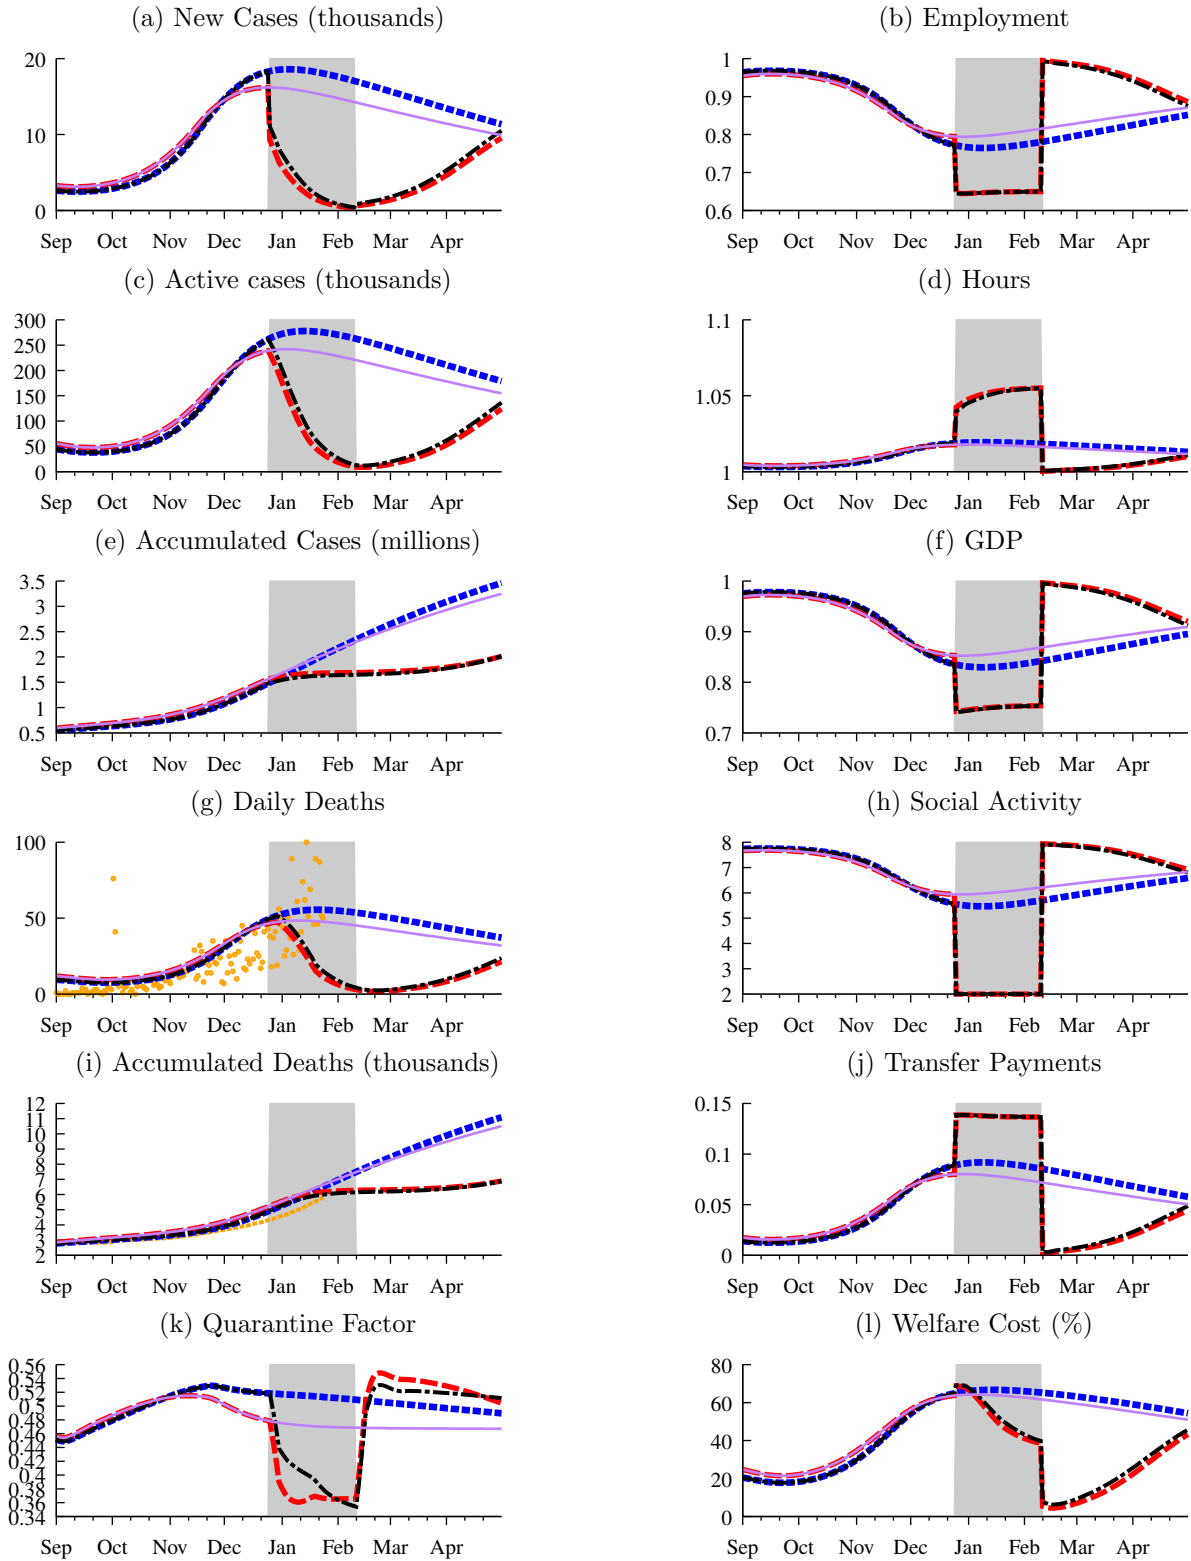 (a) New Cases (thousands)
20
10
0
Sep Oct Nov Dec Jan Feb Mar Apr
(b) Employment
1
0.9
0.8
0.7
0.6
Sep Oct Nov Dec Jan Feb Mar Apr
(c) Active cases (thousands)
300
250
200
150
100
50
0
Sep Oct Nov Dec Jan Feb Mar Apr
(d) Hours
1.1
1.05
1
Sep Oct Nov Dec Jan Feb Mar Apr
(e) Accumulated Cases (millions)
3.5
3
2.5
2
1.5
1
0.5
Sep Oct Nov Dec Jan Feb Mar Apr
(f) GDP
1
0.9
0.8
0.7
Sep Oct Nov Dec Jan Feb Mar Apr
(g) Daily Deaths
100
50
0
Sep Oct Nov Dec Jan Feb Mar Apr
(h) Social Activity
8
7
6
5
4
3
2
Sep Oct Nov Dec Jan Feb Mar Apr
(i) Accumulated Deaths (thousands)
12
11
10
9
8
7
6
5
4
3
2
Sep Oct Nov Dec Jan Feb Mar Apr
(j) Transfer Payments
0.15
0.1
0.05
0
Sep Oct Nov Dec Jan Feb Mar Apr
(k) Quarantine Factor
0.56
0.54
0.52
0.5
0.48
0.46
0.44
0.42
0.4
0.38
0.36
0.34
Sep Oct Nov Dec Jan Feb Mar Apr
(l) Welfare Cost (%)
80
60
40
20
0
Sep Oct Nov Dec Jan Feb Mar Apr